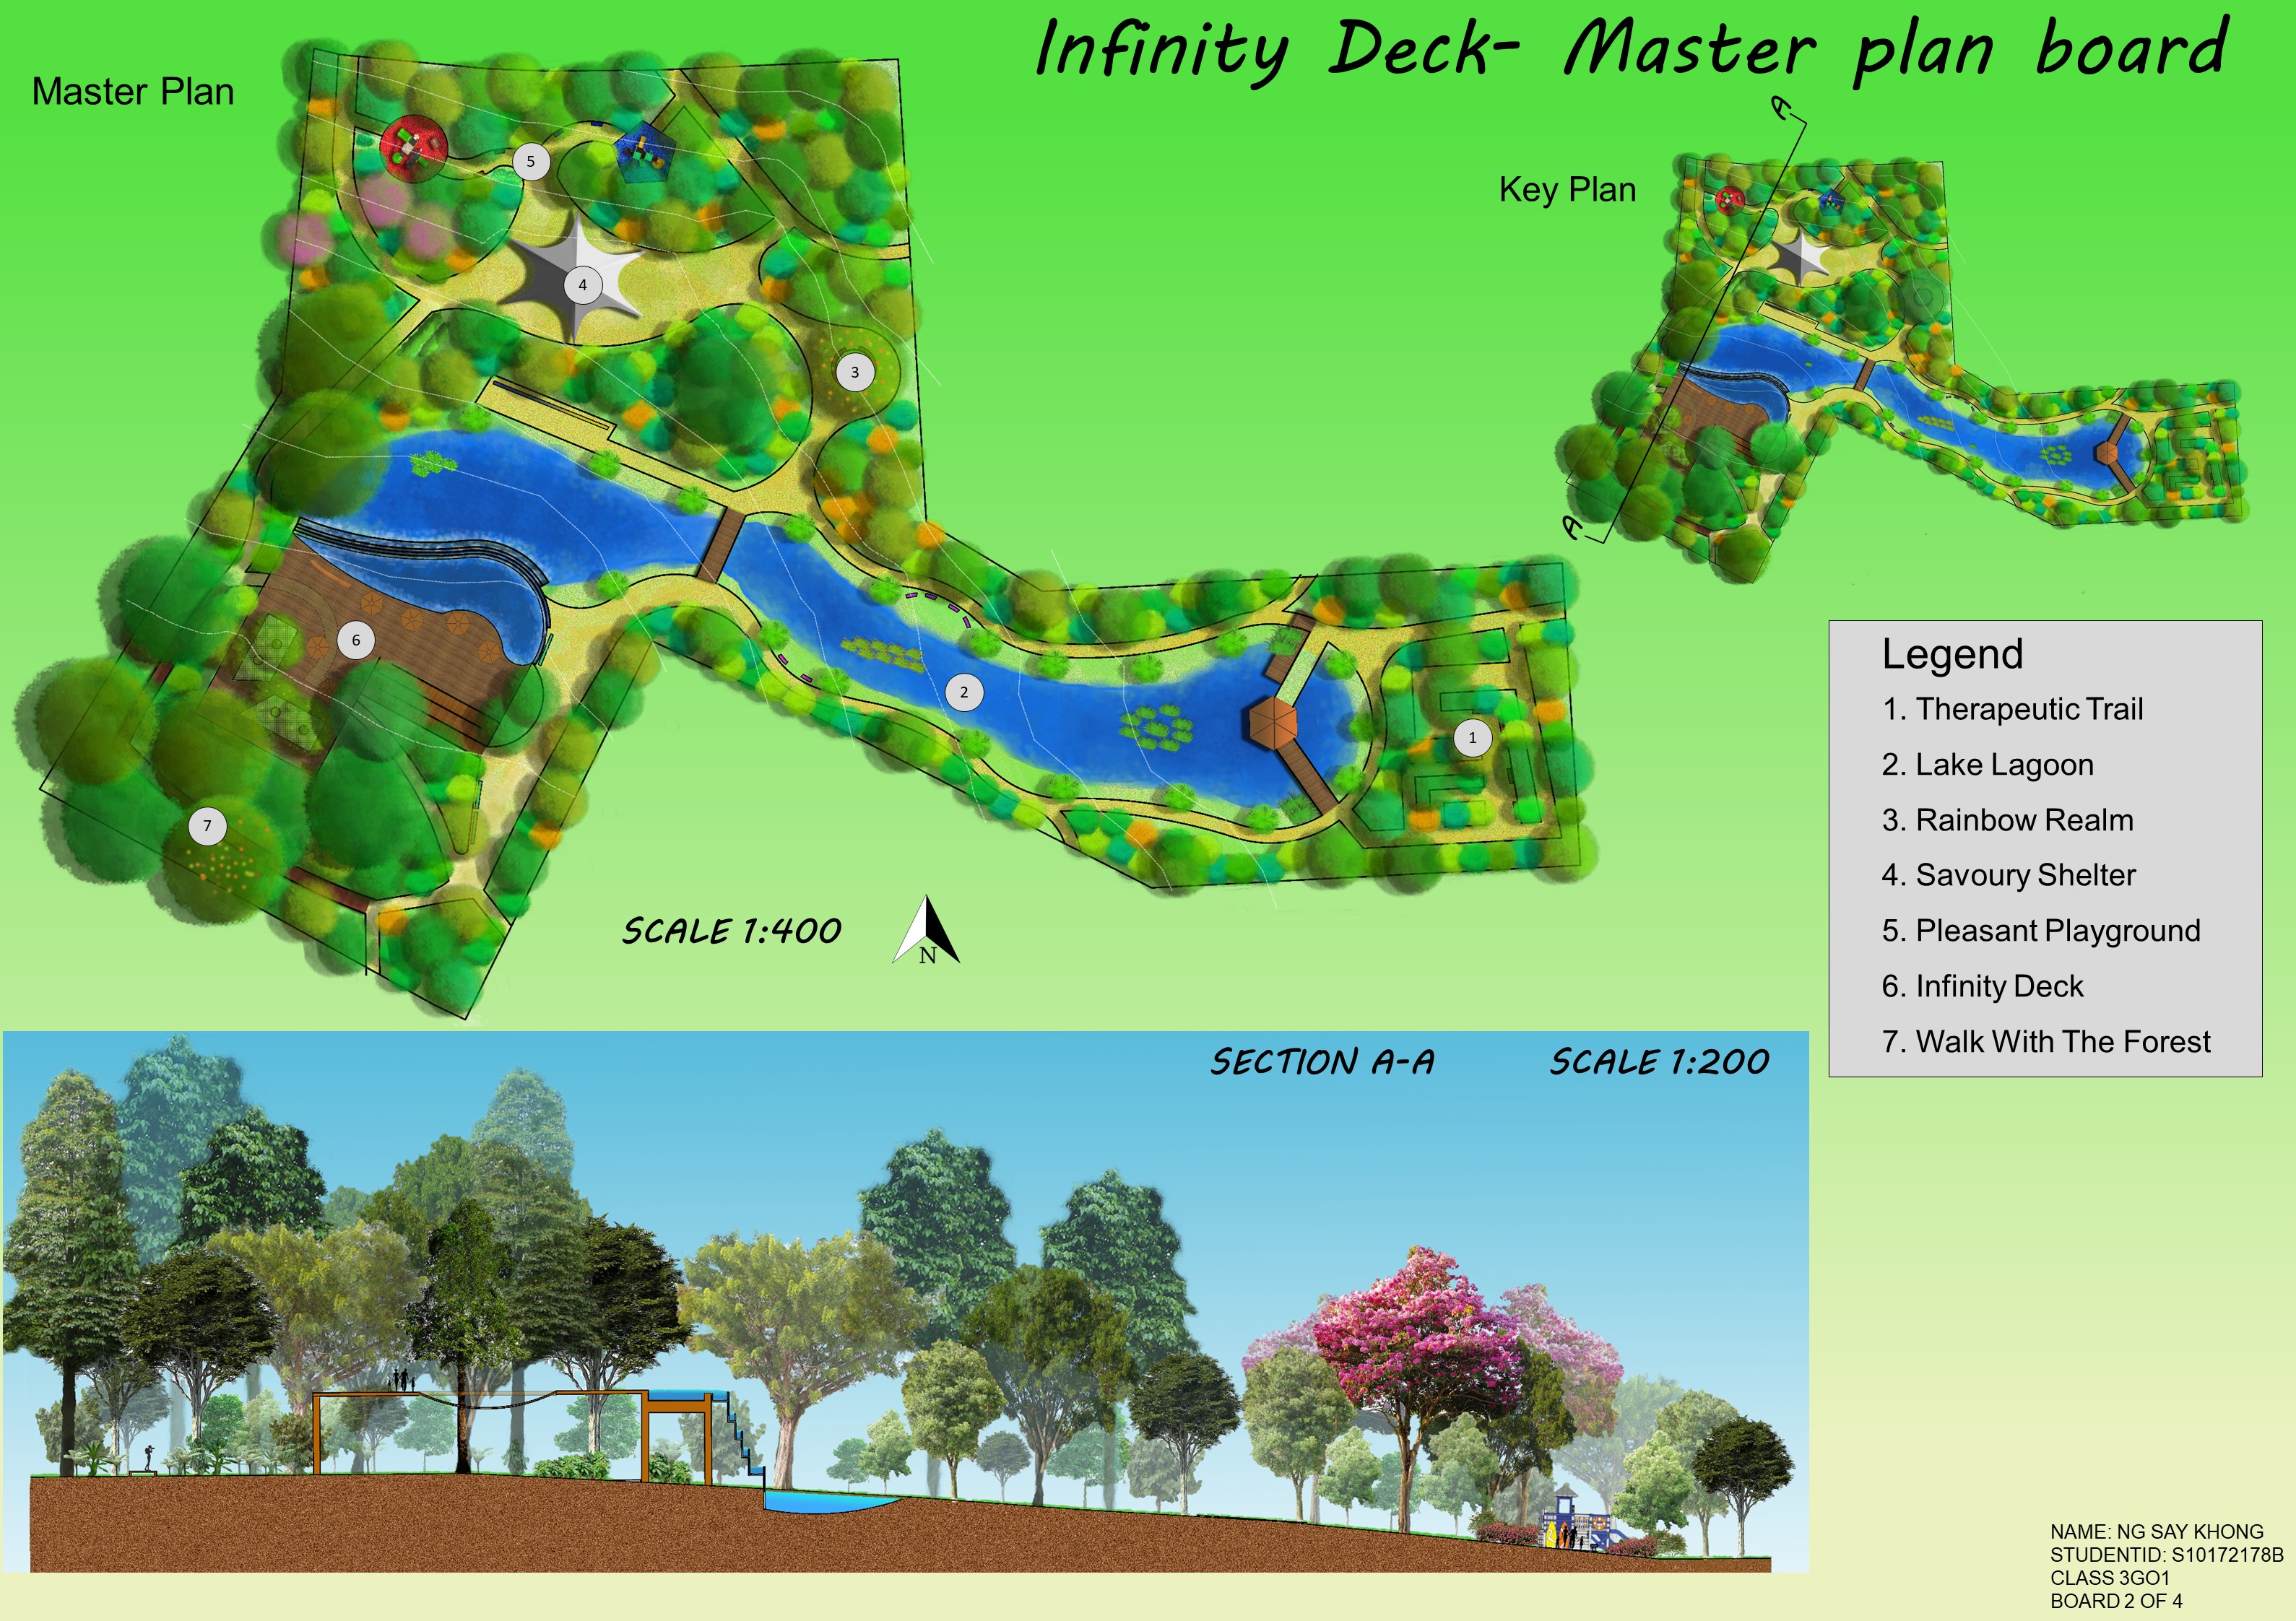 Infinity Deck- Master plan board
Master Plan
5
4
3
6
2
1
7
SCALE 1:400
N
A
Key Plan
A
Legend
1. Therapeutic Trail
2. Lake Lagoon
3. Rainbow Realm
4. Savoury Shelter
5. Pleasant Playground
6. Infinity Deck
7. Walk With The Forest
SECTION A-A SCALE 1:200
NAME: NG SAY KHONG
STUDENTID: S10172178B
CLASS 3GO1
BOARD 2 OF 4